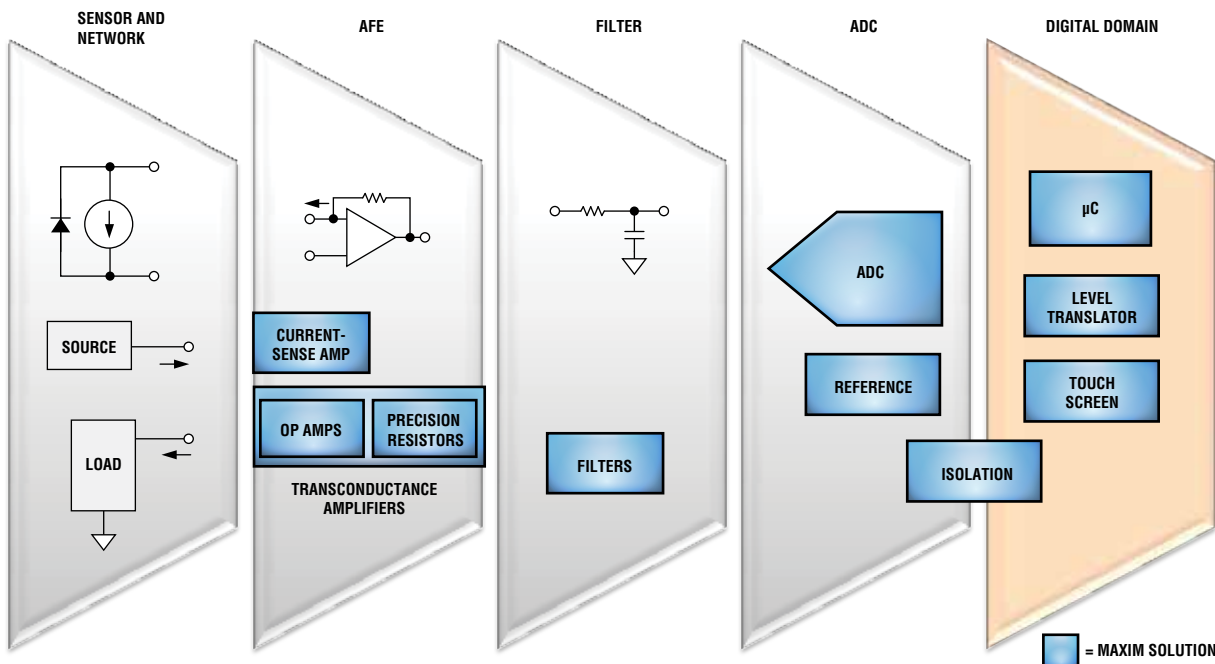 SENSOR AND
NETWORK
AFE
FILTER
ADC
DIGITAL DOMAIN
SOURCE
LOAD
CURRENT-
SENSE AMP
OP AMPS
PRECISION
RESISTORS
TRANSCONDUCTANCE
AMPLIFIERS
FILTERS
ADC
REFERENCE
ISOLATION
µC
LEVEL
TRANSLATOR
TOUCH
SCREEN
= MAXIM SOLUTION